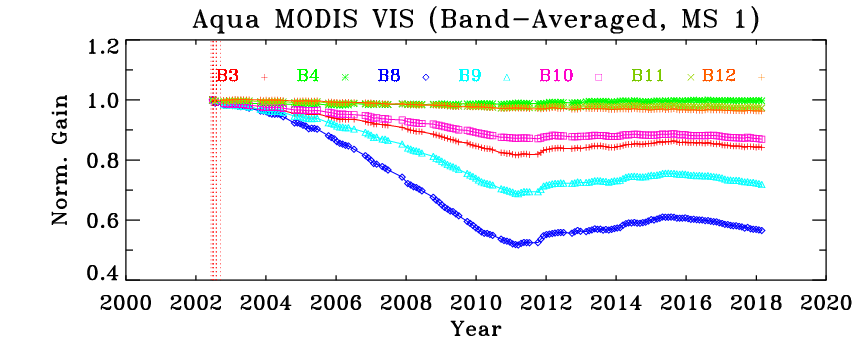 Aqua MODIS VIS (Band-Averaged, MS 1)
1.2
B3 B4 B8 B9 B10 B11 B12
1.0
0.8
0.6
0.4
Norm. Gain
2000 2002 2004 2006 2008 2010 2012 2014 2016 2018 2020
Year